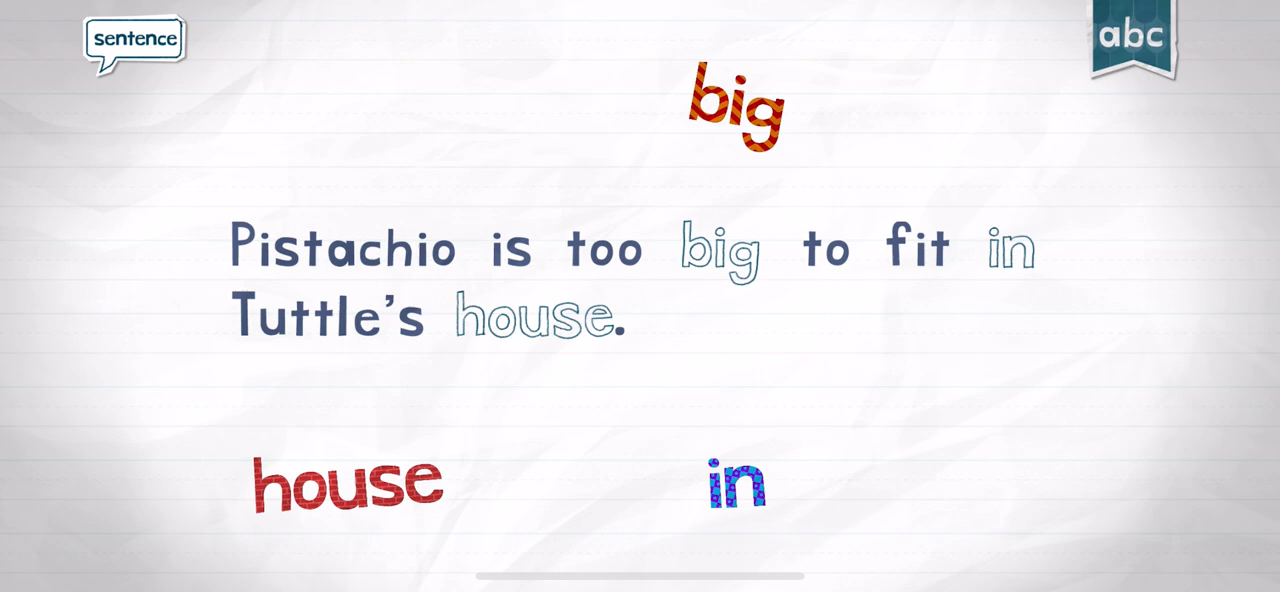 sentence
abc
big
Pistachio is too big to fit in
Tuttle's house.
house
in